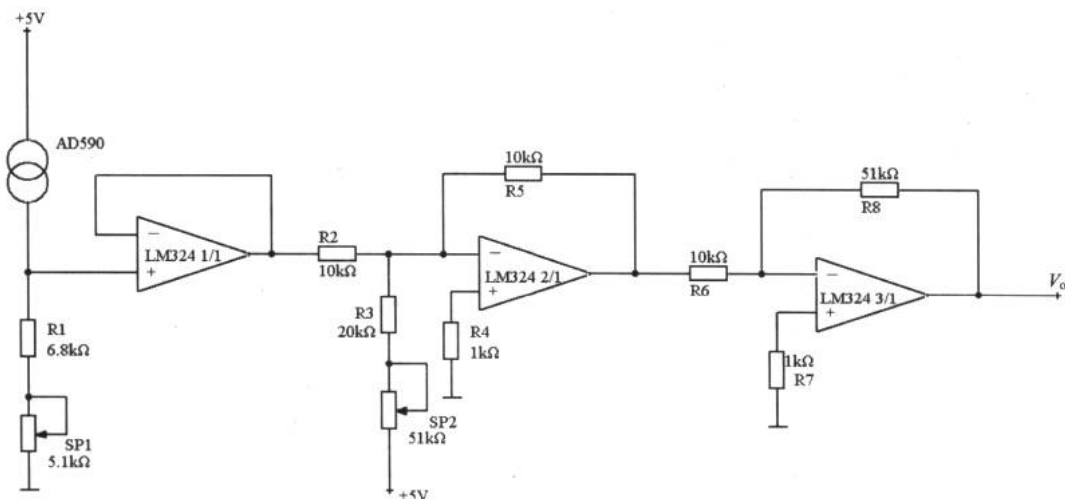 +5V
AD590
LM324 1/1
−
+
R1
6.8kΩ
SP1
5.1kΩ
R2
10kΩ
R3
20kΩ
SP2
51kΩ
+5V
10kΩ
R5
−
LM324 2/1
+
R4
1kΩ
10kΩ
R6
51kΩ
R8
−
LM324 3/1
+
1kΩ
R7
Vo